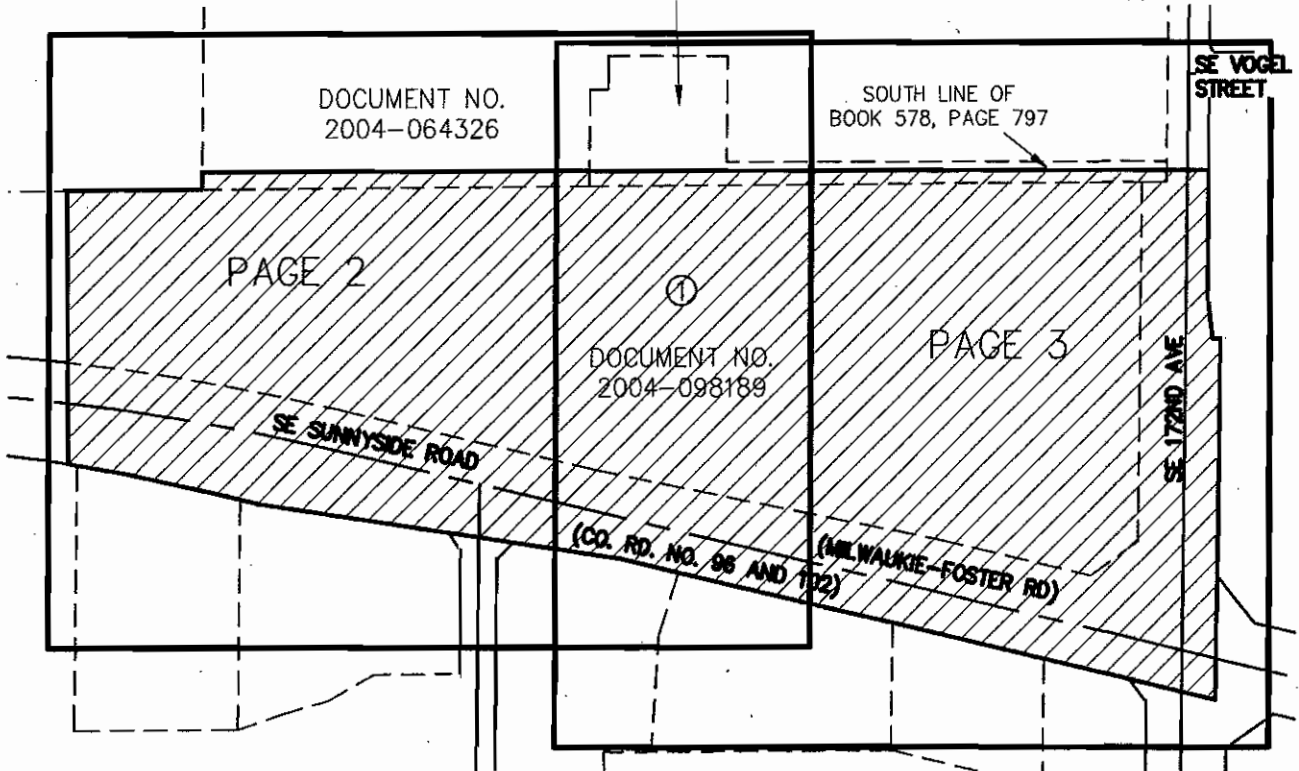 SE VOGEL
STREET
DOCUMENT NO.
2004-064326
SOUTH LINE OF
BOOK 578, PAGE 797
PAGE 2
1
DOCUMENT NO.
2004-098189
PAGE 3
SE 172ND AVE
SE SUNNYSIDE ROAD
(CO. RD. NO. 96 AND 102)
(MILWAUKIE-FOSTER RD)